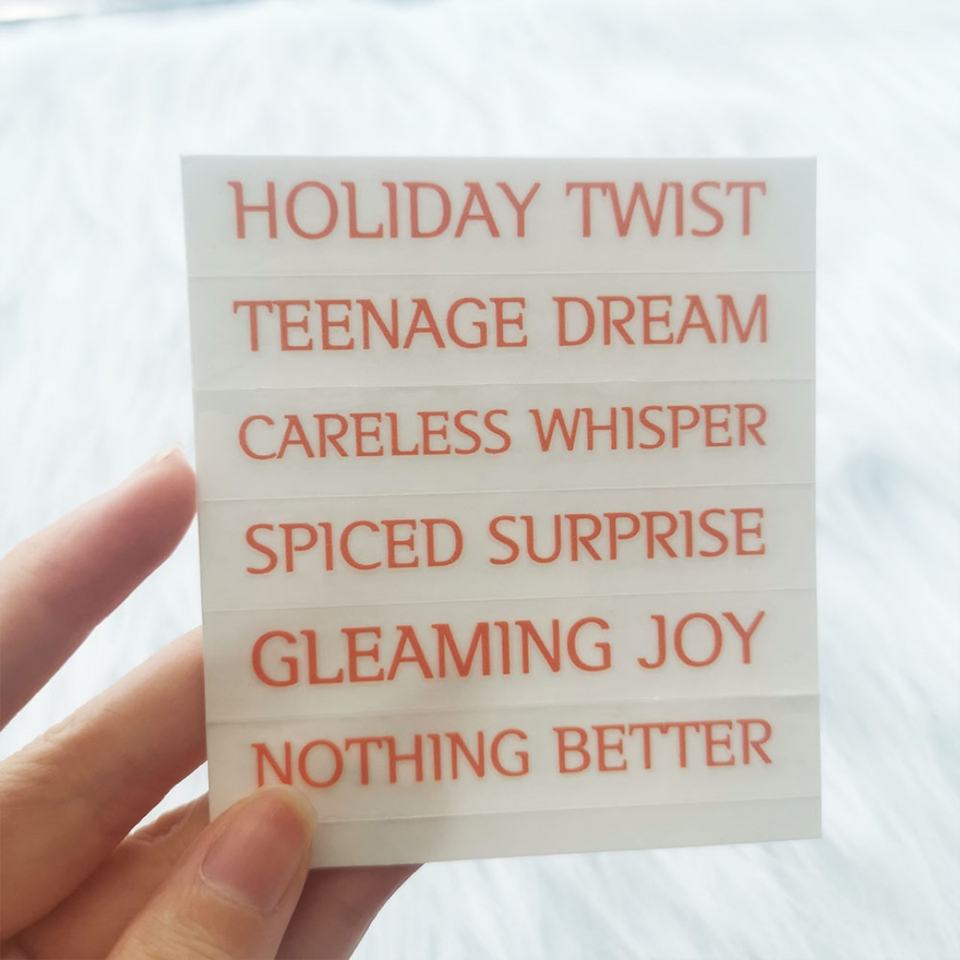 HOLIDAY TWIST
TEENAGE DREAM
CARELESS WHISPER
SPICED SURPRISE
GLEAMING JOY
NOTHING BETTER